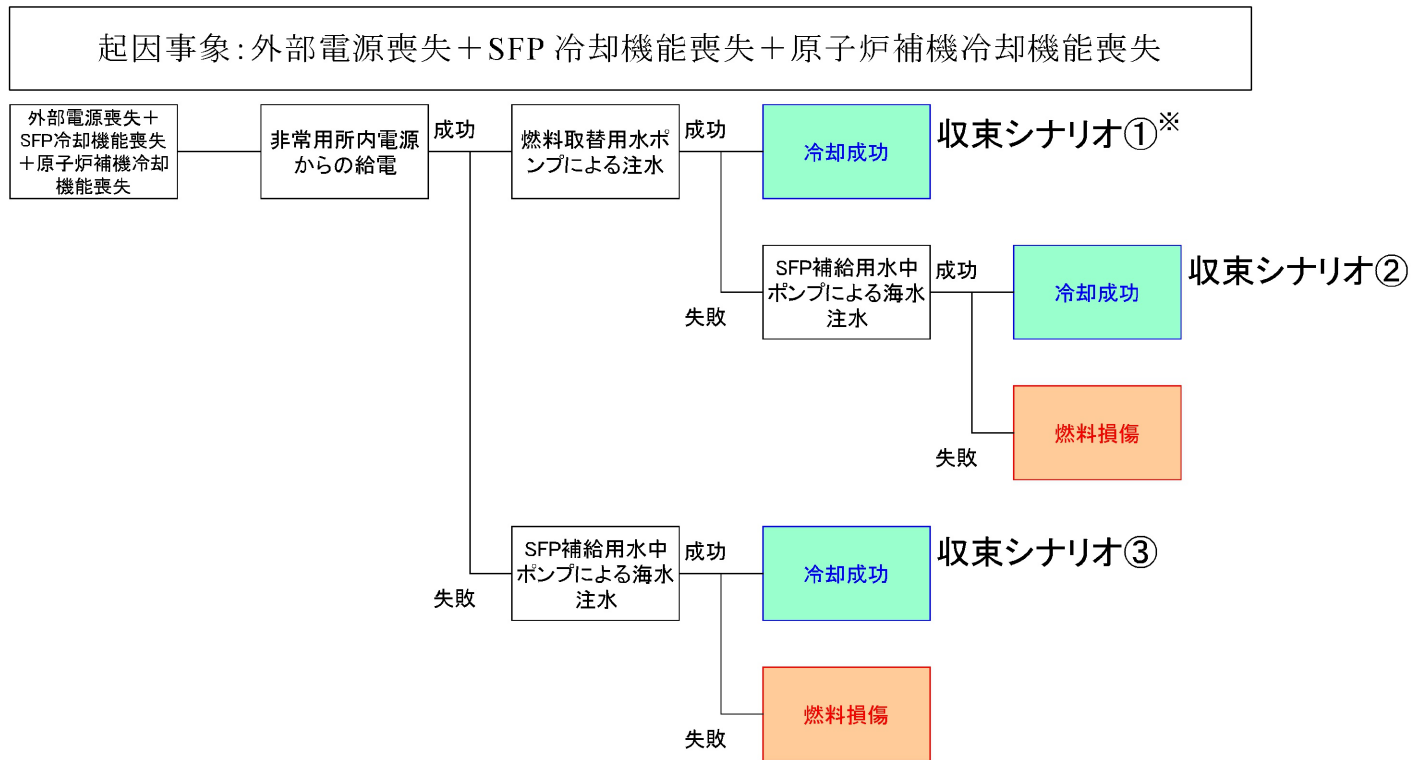 起因事象：外部電源喪失＋SFP 冷却機能喪失＋原子炉補機冷却機能喪失
外部電源喪失＋
SFP冷却機能喪失
＋原子炉補機冷却
機能喪失
非常用所内電源
からの給電
成功
燃料取替用水ポ
ンプによる注水
成功
冷却成功
収束シナリオ①※
失敗
SFP補給用水中
ポンプによる海水
注水
成功
冷却成功
収束シナリオ②
失敗
燃料損傷
失敗
SFP補給用水中
ポンプによる海水
注水
成功
冷却成功
収束シナリオ③
失敗
燃料損傷